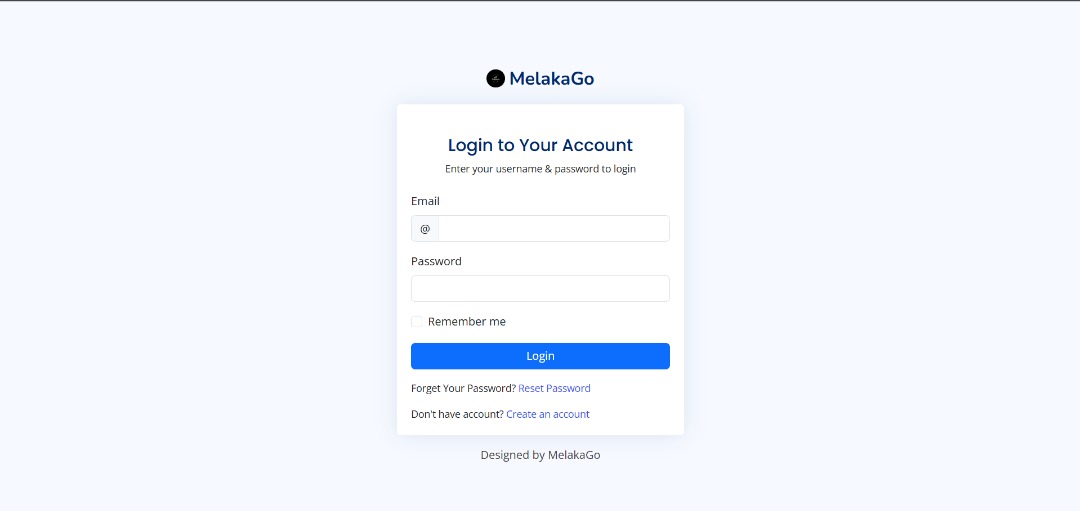 MelakaGo
Login to Your Account
Enter your username & password to login
Email
@
Password
Remember me
Login
Forget Your Password? Reset Password
Don't have account? Create an account
Designed by MelakaGo